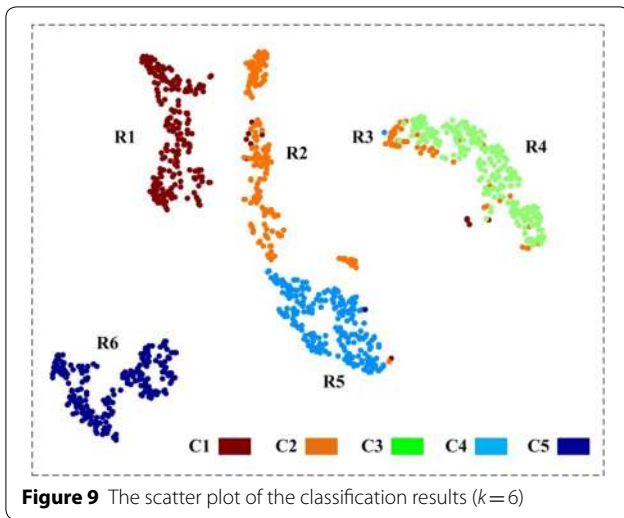 R1
R2
R3
R4
R5
R6
C1 C2 C3 C4 C5
Figure 9 The scatter plot of the classification results (k=6)